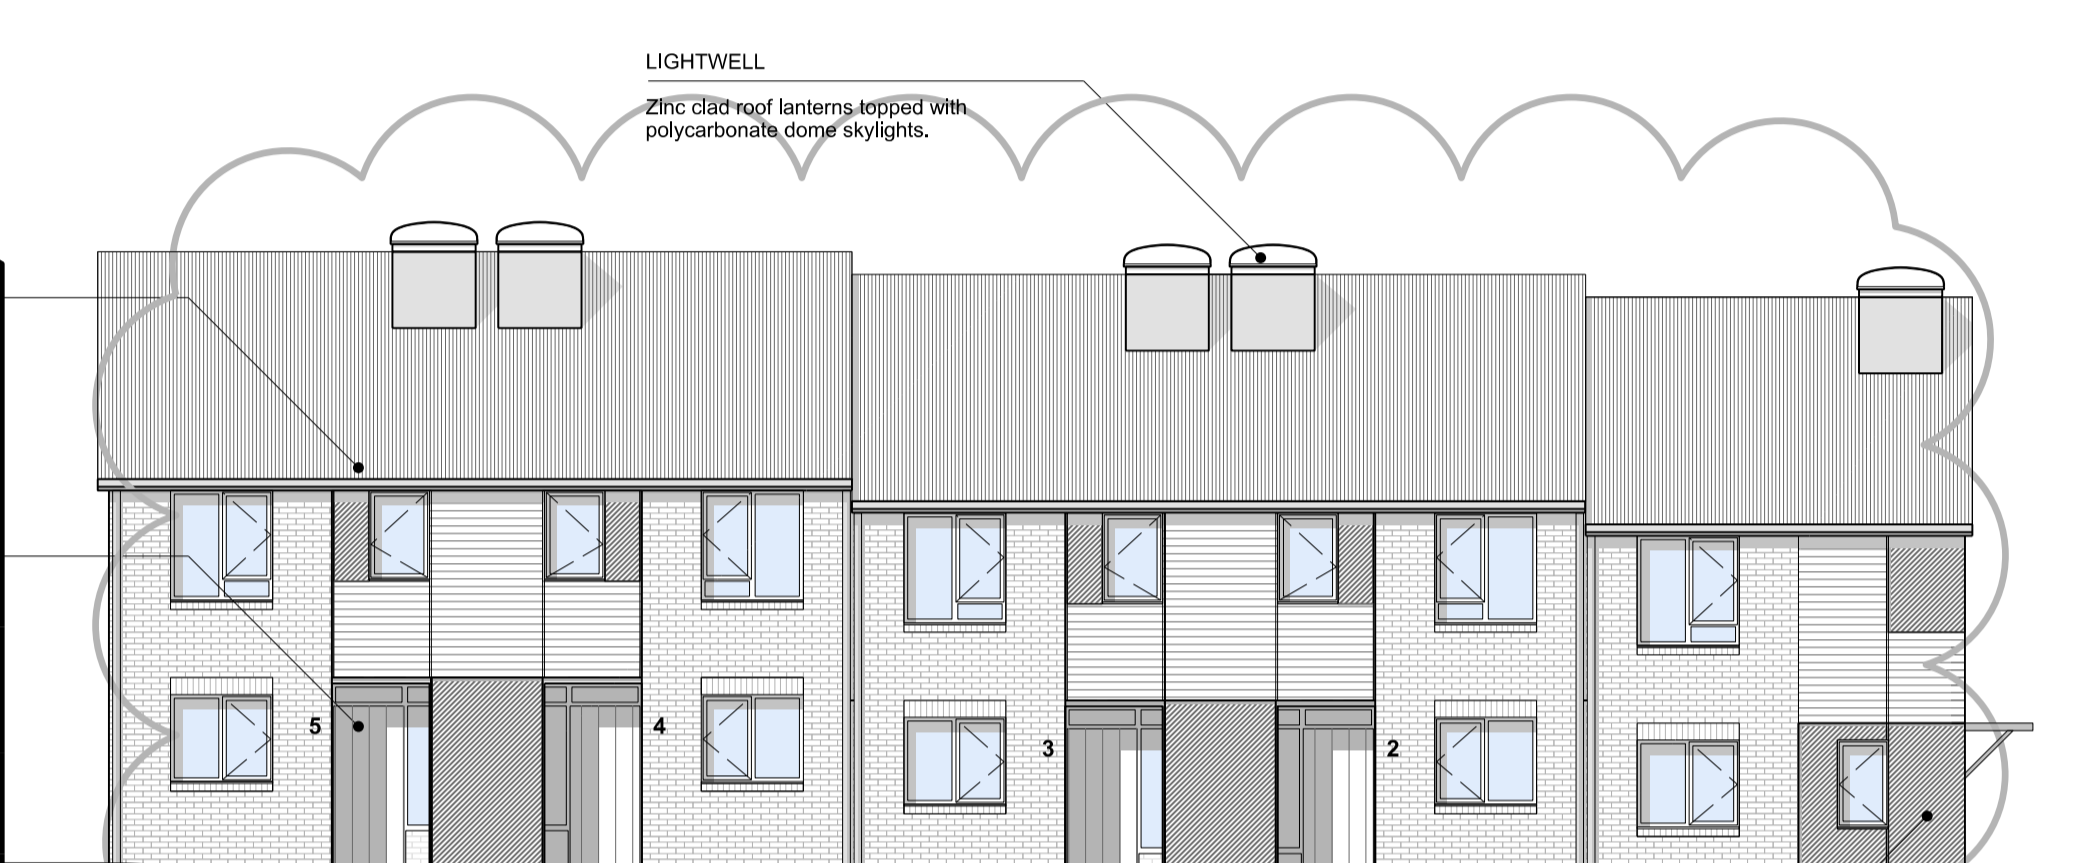 LIGHTWELL
Zinc clad roof lanterns topped with
polycarbonate dome skylights.
5
4
3
2